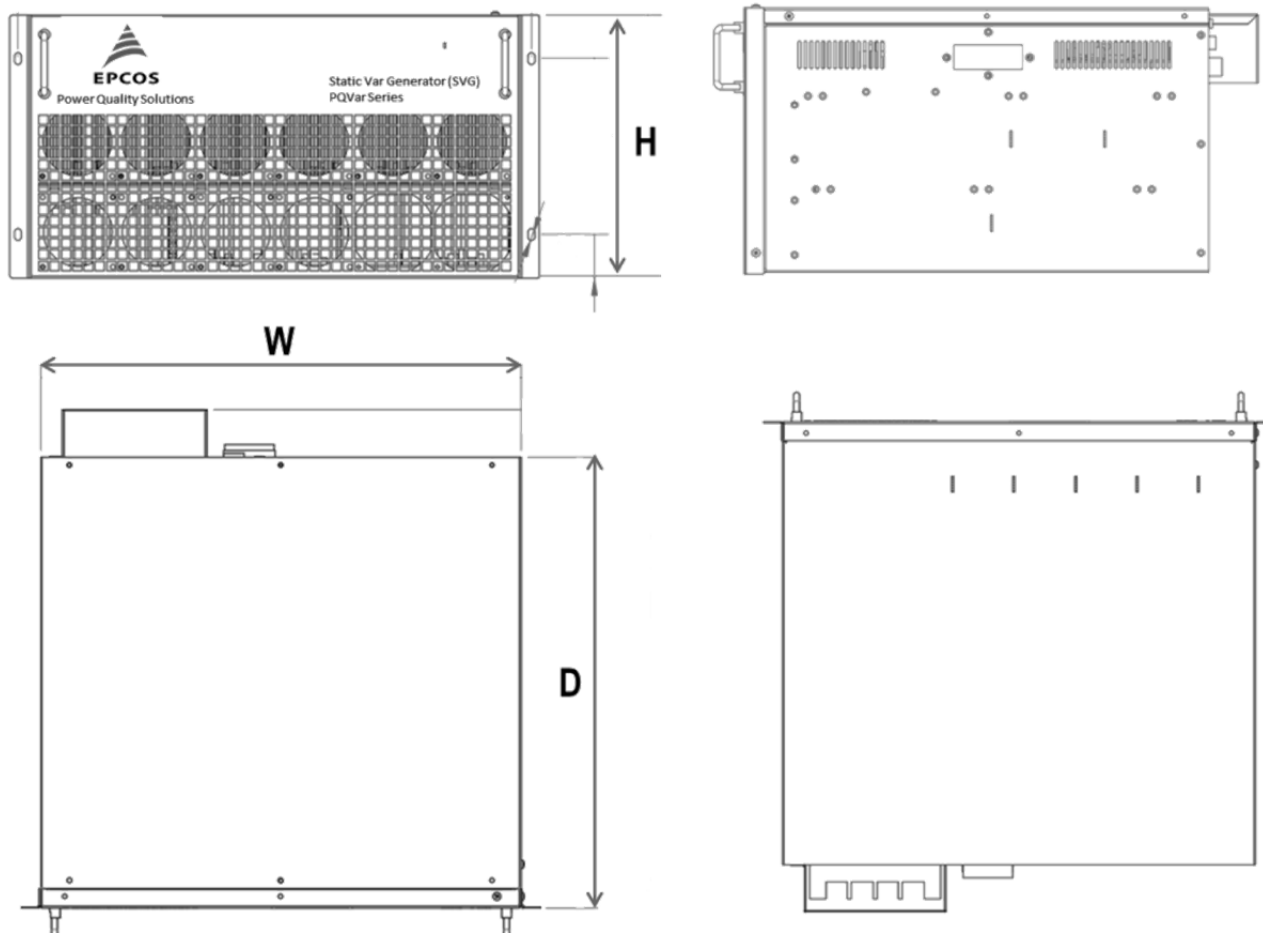 EPCOS
Power Quality Solutions
Static Var Generator (SVG)
PQVar Series
H
W
D